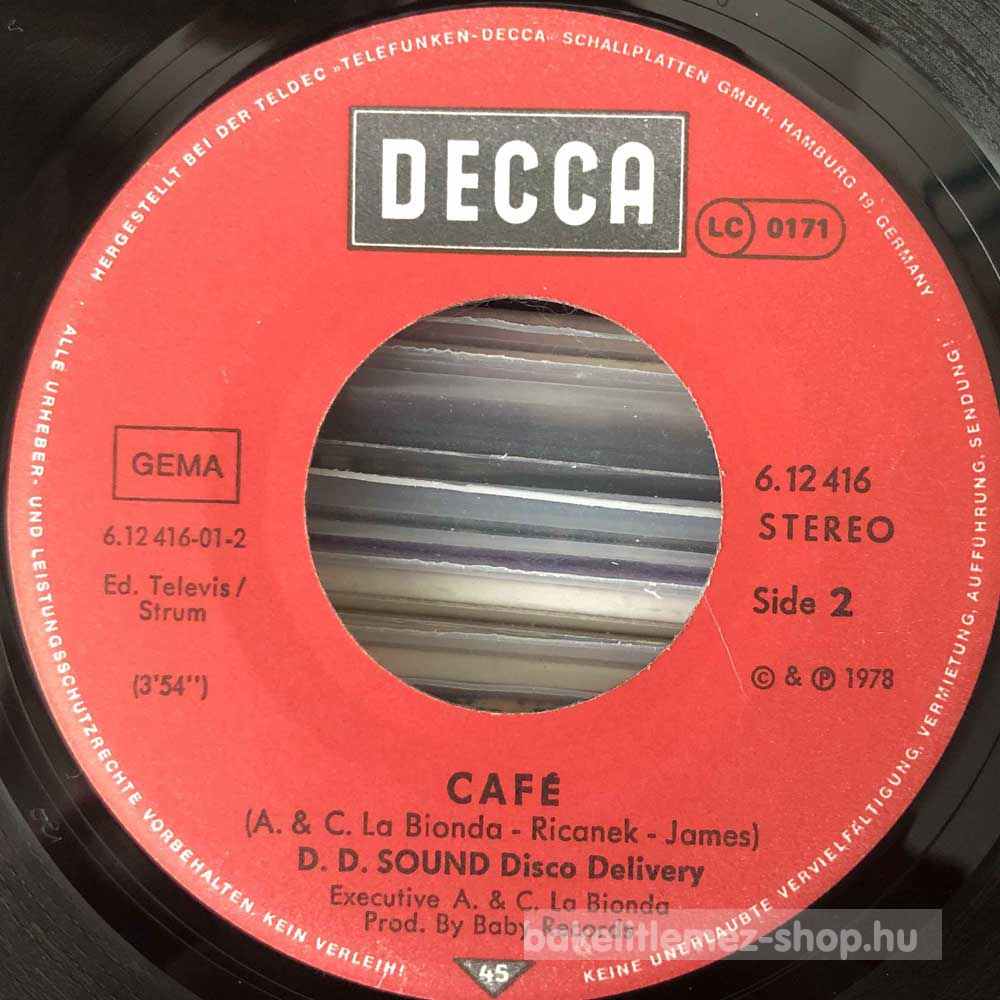 HERGESTELLT BEI DER TELDEC »TELEFUNKEN-DECCA« SCHALLPLATTEN GMBH., HAMBURG 19, GERMANY
DECCA
LC 0171
GEMA
6.12 416-01-2
Ed. Televis/
Strum
(3'54")
6.12 416
STEREO
Side 2
© & ℗ 1978
CAFÉ
(A. & C. La Bionda - Ricanek - James)
D. D. SOUND Disco Delivery
Executive A. & C. La Bionda
Prod. By Baby Records
45
ALLE URHEBER- UND LEISTUNGSSCHUTZRECHTE VORBEHALTEN. KEIN VERLEIH!
KEINE UNERLAUBTE VERVIELFÄLTIGUNG, VERMIETUNG, AUFFÜHRUNG, SENDUNG!
bakelitlemez-shop.hu